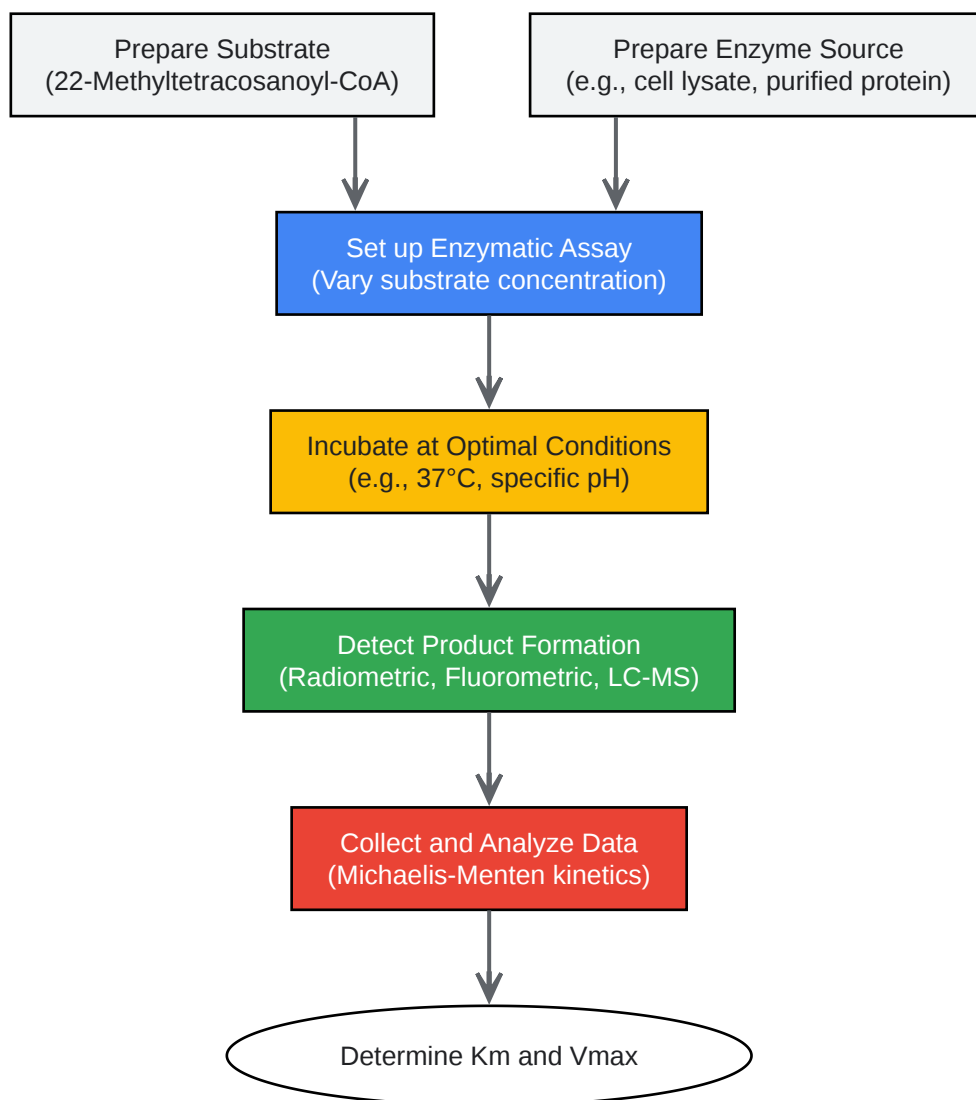 Prepare Substrate
(22-Methyltetracosanoyl-CoA)
Prepare Enzyme Source
(e.g., cell lysate, purified protein)
Set up Enzymatic Assay
(Vary substrate concentration)
Incubate at Optimal Conditions
(e.g., 37°C, specific pH)
Detect Product Formation
(Radiometric, Fluorometric, LC-MS)
Collect and Analyze Data
(Michaelis-Menten kinetics)
Determine Km and Vmax